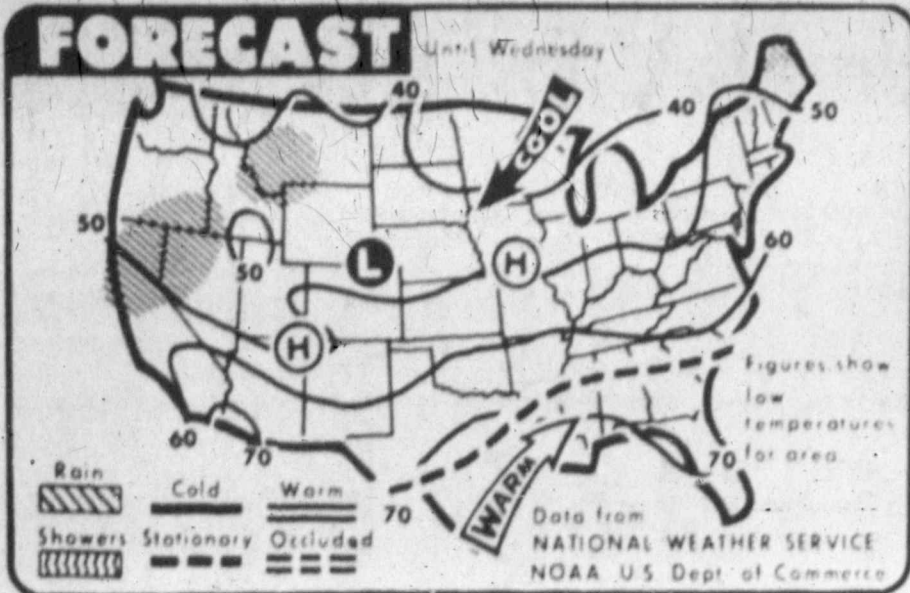 FORECAST
Until Wednesday
40
COOL
40
50
50
50
L
H
60
H
Figures show
low
temperatures
for area.
60
70
70
70
WARM
Rain
Cold
Warm
Showers
Stationary
Occluded
Data from
NATIONAL WEATHER SERVICE
NOAA U.S. Dept. of Commerce